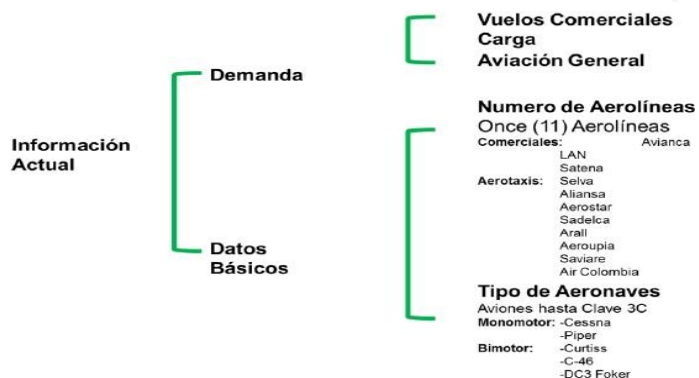 Información
Actual
Demanda
Vuelos Comerciales
Carga
Aviación General
Datos
Básicos
Numero de Aerolíneas
Once (11) Aerolíneas
Comerciales: Avianca
LAN
Satena
Aerotaxis: Selva
Aliansa
Aerostar
Sadelca
Arall
Aeroupia
Saviare
Air Colombia
Tipo de Aeronaves
Aviones hasta Clave 3C
Monomotor: -Cessna
-Piper
Bimotor: -Curtiss
-C-46
-DC3 Foker